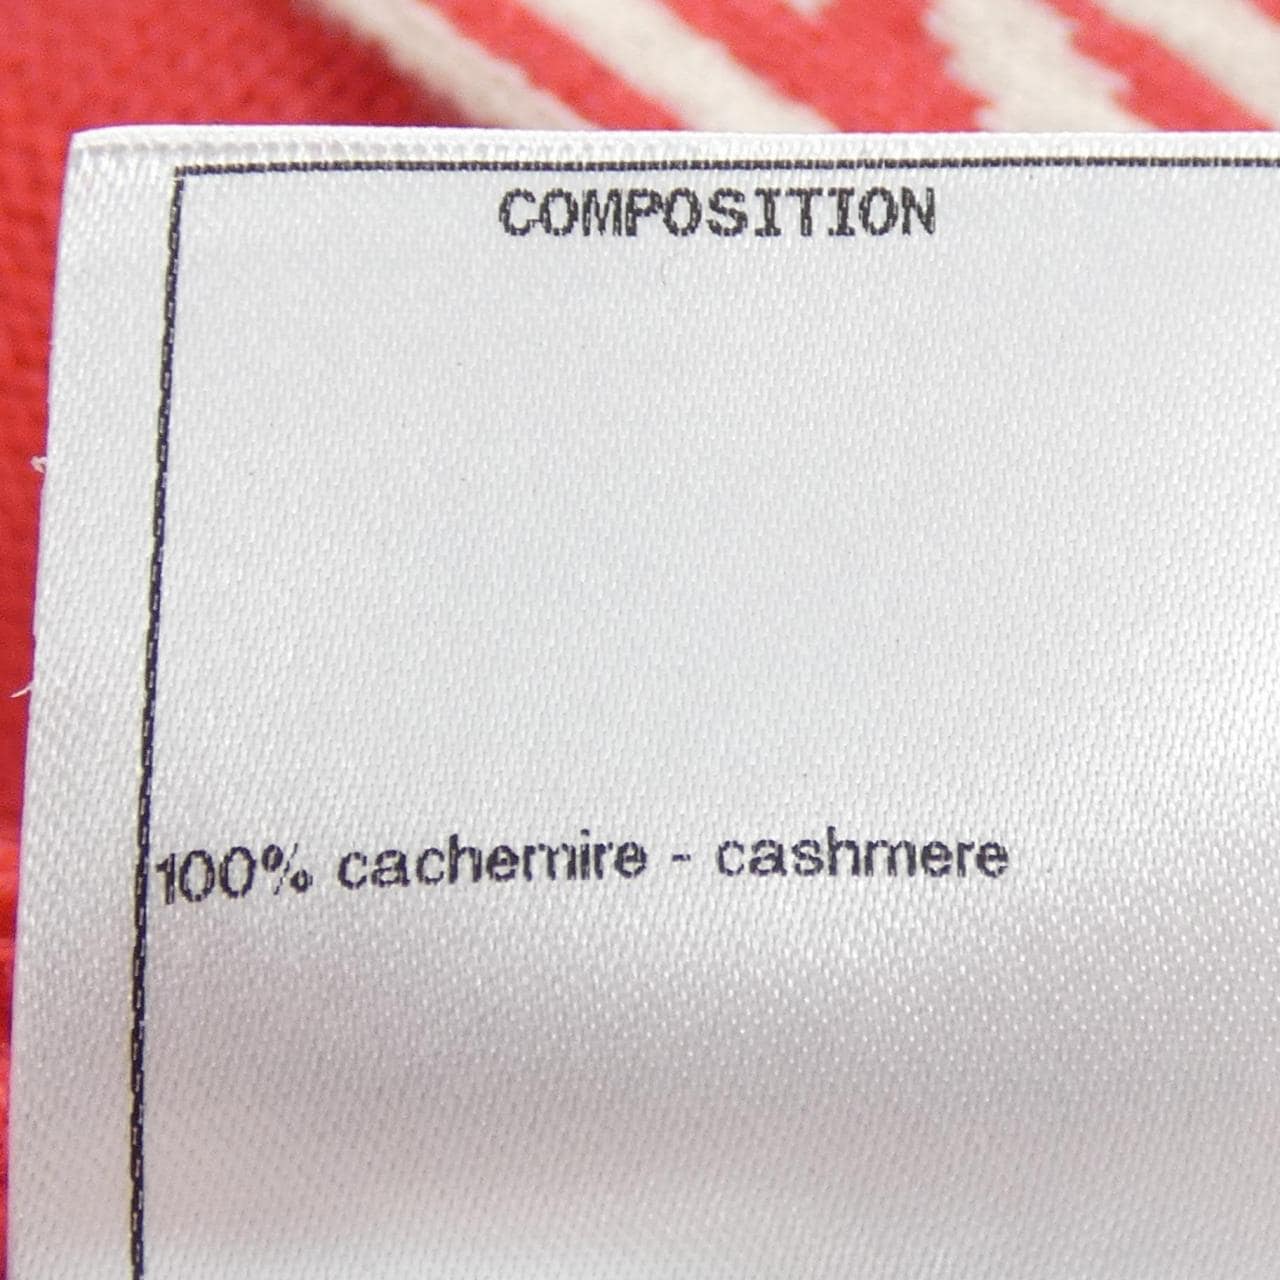 COMPOSITION
100% cachemire - cashmere